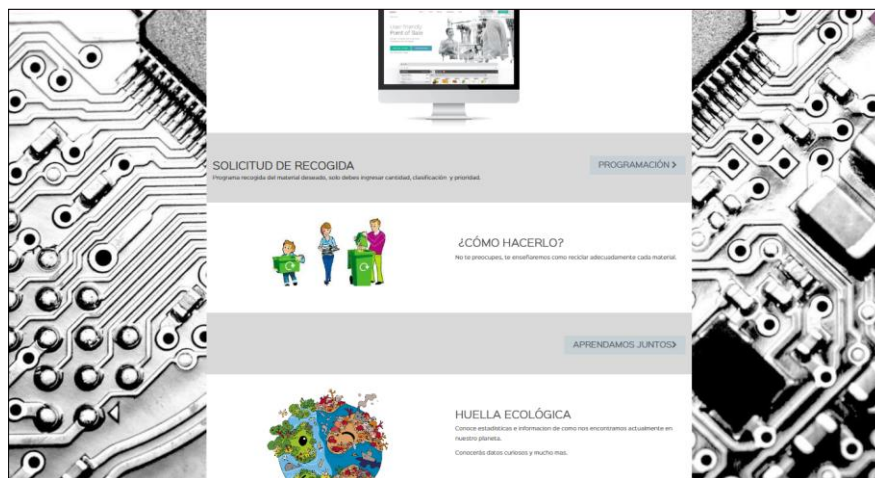 User Friendly
Point of Sale
SOLICITUD DE RECOGIDA
Programa recogida del material deseado, solo debes ingresar cantidad, clasificación y prioridad.
PROGRAMACIÓN >
¿CÓMO HACERLO?
No te preocupes, te enseñaremos como reciclar adecuadamente cada material.
APRENDAMOS JUNTOS>
HUELLA ECOLÓGICA
Conoce estadisticas e informacion de como nos encontramos actualmente en
nuestro planeta.
Conocerás datos curiosos y mucho mas.